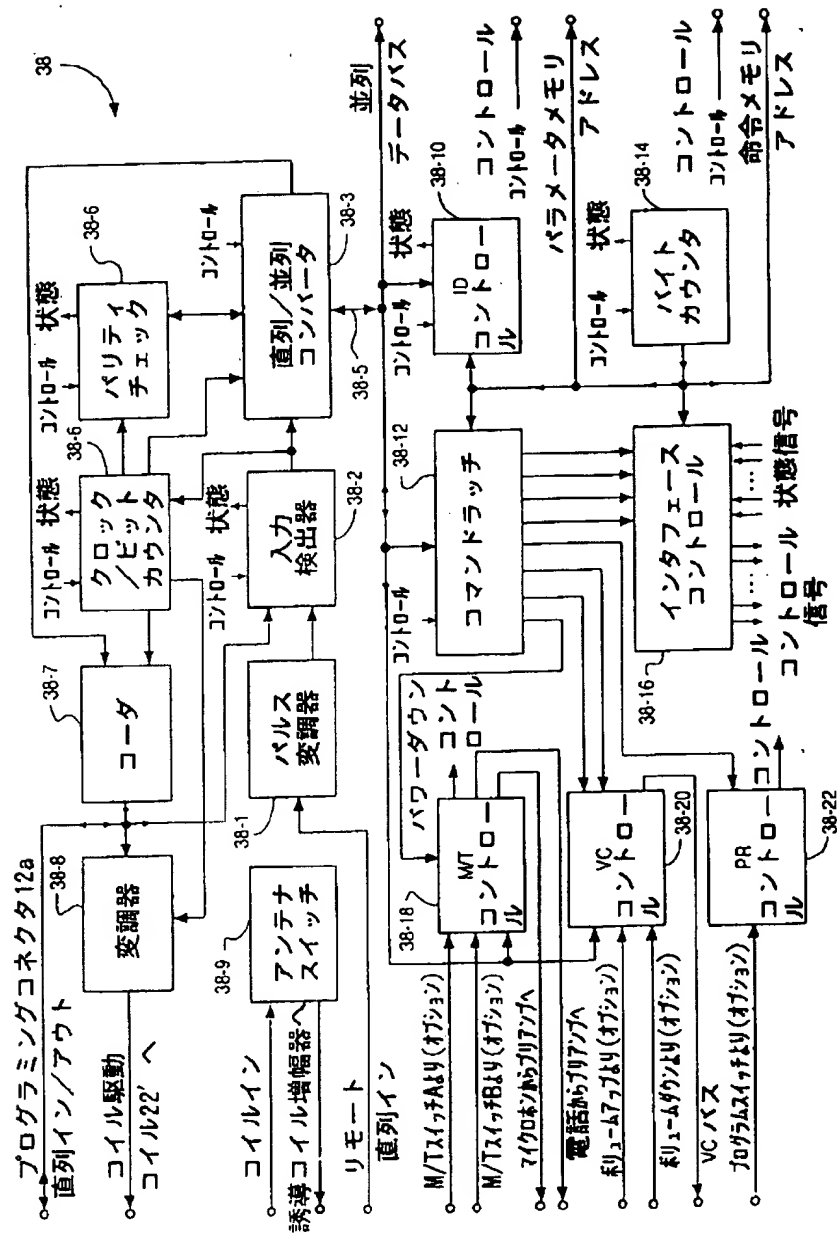 38
プログラミングコネクタ12a
直列イン/アウト
コイル駆動
コイル22'へ
コイルイン
誘導コイル増幅器へ
リモート
直列イン
38-8
変調器
38-7
コーダ
コントロール
状態
38-6
クロック
/ビット
カウンタ
コントロール
状態
38-6
パリティ
チェック
38-9
アンテナ
スイッチ
38-1
パルス
変調器
コントロール
状態
38-2
入力
検出器
コントロール
38-3
直列/並列
コンバータ
38-5
並列
データバス
M/TスイッチAより(オプション)
M/TスイッチBより(オプション)
マイクロホンからプリアンプへ
電話からプリアンプへ
ボリュームアップより(オプション)
ボリュームダウンより(オプション)
VCバス
プログラムスイッチより(オプション)
パワーダウン
コントロール
38-18
M/T
コントロー
ル
38-20
VC
コントロー
ル
38-22
PR
コントロー
ル
コントロール
コントロール
38-12
コマンドラッチ
38-16
インタフェース
コントロール
コントロール
信号
状態信号
コントロール
状態
38-10
ID
コントロー
ル
コントロール
コントロール
パラメータメモリ
アドレス
コントロール
状態
38-14
バイト
カウンタ
コントロール
コントロール
命令メモリ
アドレス